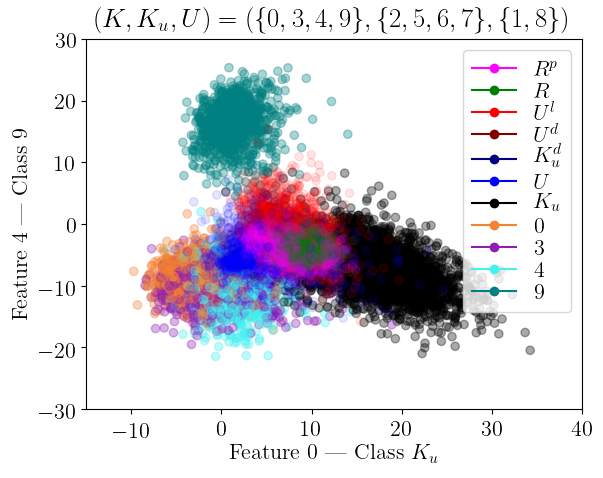 (K, K_u, U) = ({0, 3, 4, 9}, {2, 5, 6, 7}, {1, 8})
30
20
10
0
−10
−20
−30
Feature 4 — Class 9
R^p
R
U^l
U^d
K_u^d
U
K_u
0
3
4
9
−10 0 10 20 30 40
Feature 0 — Class K_u